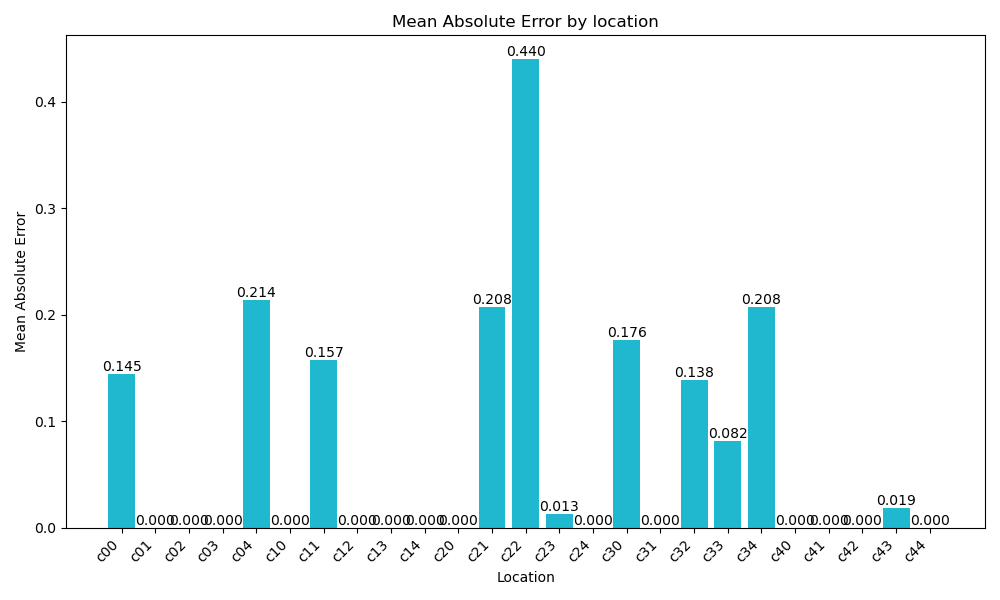 Mean Absolute Error by location
Mean Absolute Error
0.4
0.3
0.2
0.1
0.0
0.145
0.000
0.000
0.000
0.214
0.000
0.157
0.000
0.000
0.000
0.000
0.208
0.440
0.013
0.000
0.176
0.000
0.138
0.082
0.208
0.000
0.000
0.000
0.019
0.000
c00
c01
c02
c03
c04
c10
c11
c12
c13
c14
c20
c21
c22
c23
c24
c30
c31
c32
c33
c34
c40
c41
c42
c43
c44
Location